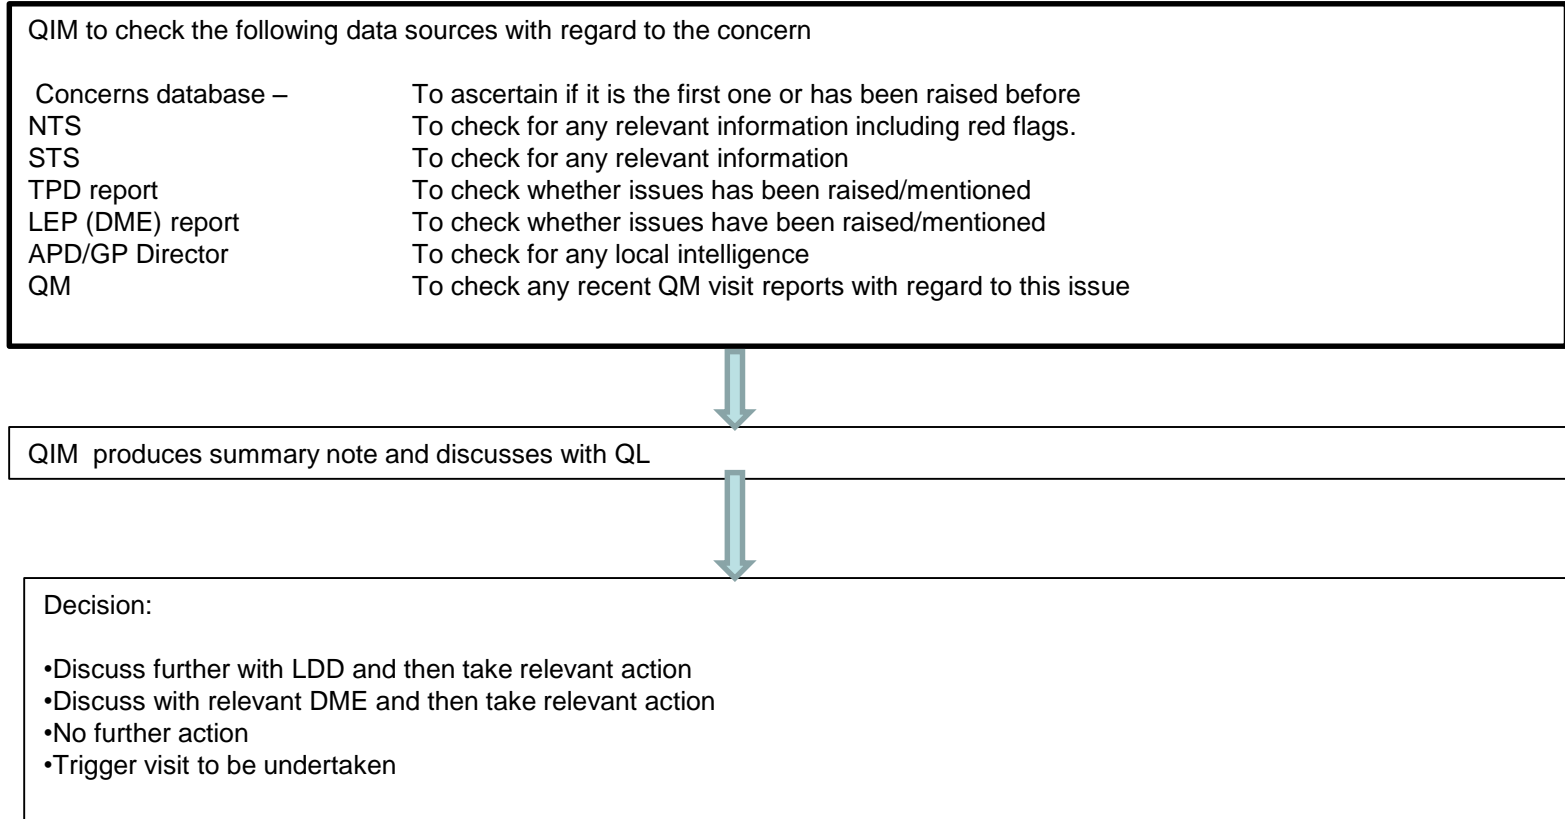 QIM to check the following data sources with regard to the concern
Concerns database – To ascertain if it is the first one or has been raised before
NTS To check for any relevant information including red flags.
STS To check for any relevant information
TPD report To check whether issues has been raised/mentioned
LEP (DME) report To check whether issues have been raised/mentioned
APD/GP Director To check for any local intelligence
QM To check any recent QM visit reports with regard to this issue
QIM produces summary note and discusses with QL
Decision:
•Discuss further with LDD and then take relevant action
•Discuss with relevant DME and then take relevant action
•No further action
•Trigger visit to be undertaken